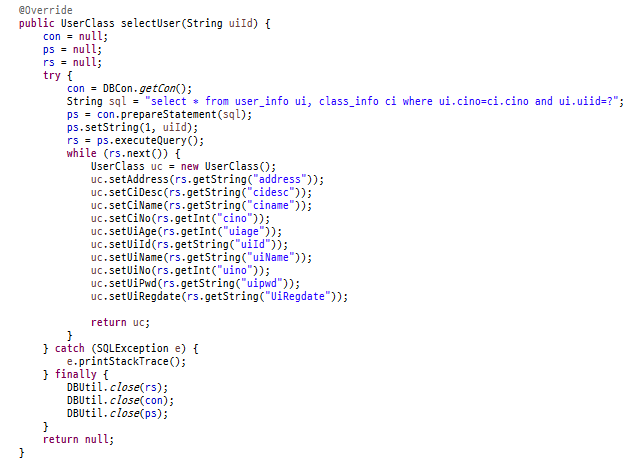 @Override
public UserClass selectUser(String uiId) {
    con = null;
    ps = null;
    rs = null;
    try {
        con = DBCon.getCon();
        String sql = "select * from user_info ui, class_info ci where ui.cino=ci.cino and ui.uiid=?";
        ps = con.prepareStatement(sql);
        ps.setString(1, uiId);
        rs = ps.executeQuery();
        while (rs.next()) {
            UserClass uc = new UserClass();
            uc.setAddress(rs.getString("address"));
            uc.setCiDesc(rs.getString("cidesc"));
            uc.setCiName(rs.getString("ciname"));
            uc.setCiNo(rs.getInt("cino"));
            uc.setUiAge(rs.getInt("uiage"));
            uc.setUiId(rs.getString("uiId"));
            uc.setUiName(rs.getString("uiName"));
            uc.setUiNo(rs.getInt("uino"));
            uc.setUiPwd(rs.getString("uipwd"));
            uc.setUiRegdate(rs.getString("UiRegdate"));

            return uc;
        }
    } catch (SQLException e) {
        e.printStackTrace();
    } finally {
        DBUtil.close(rs);
        DBUtil.close(con);
        DBUtil.close(ps);
    }
    return null;
}